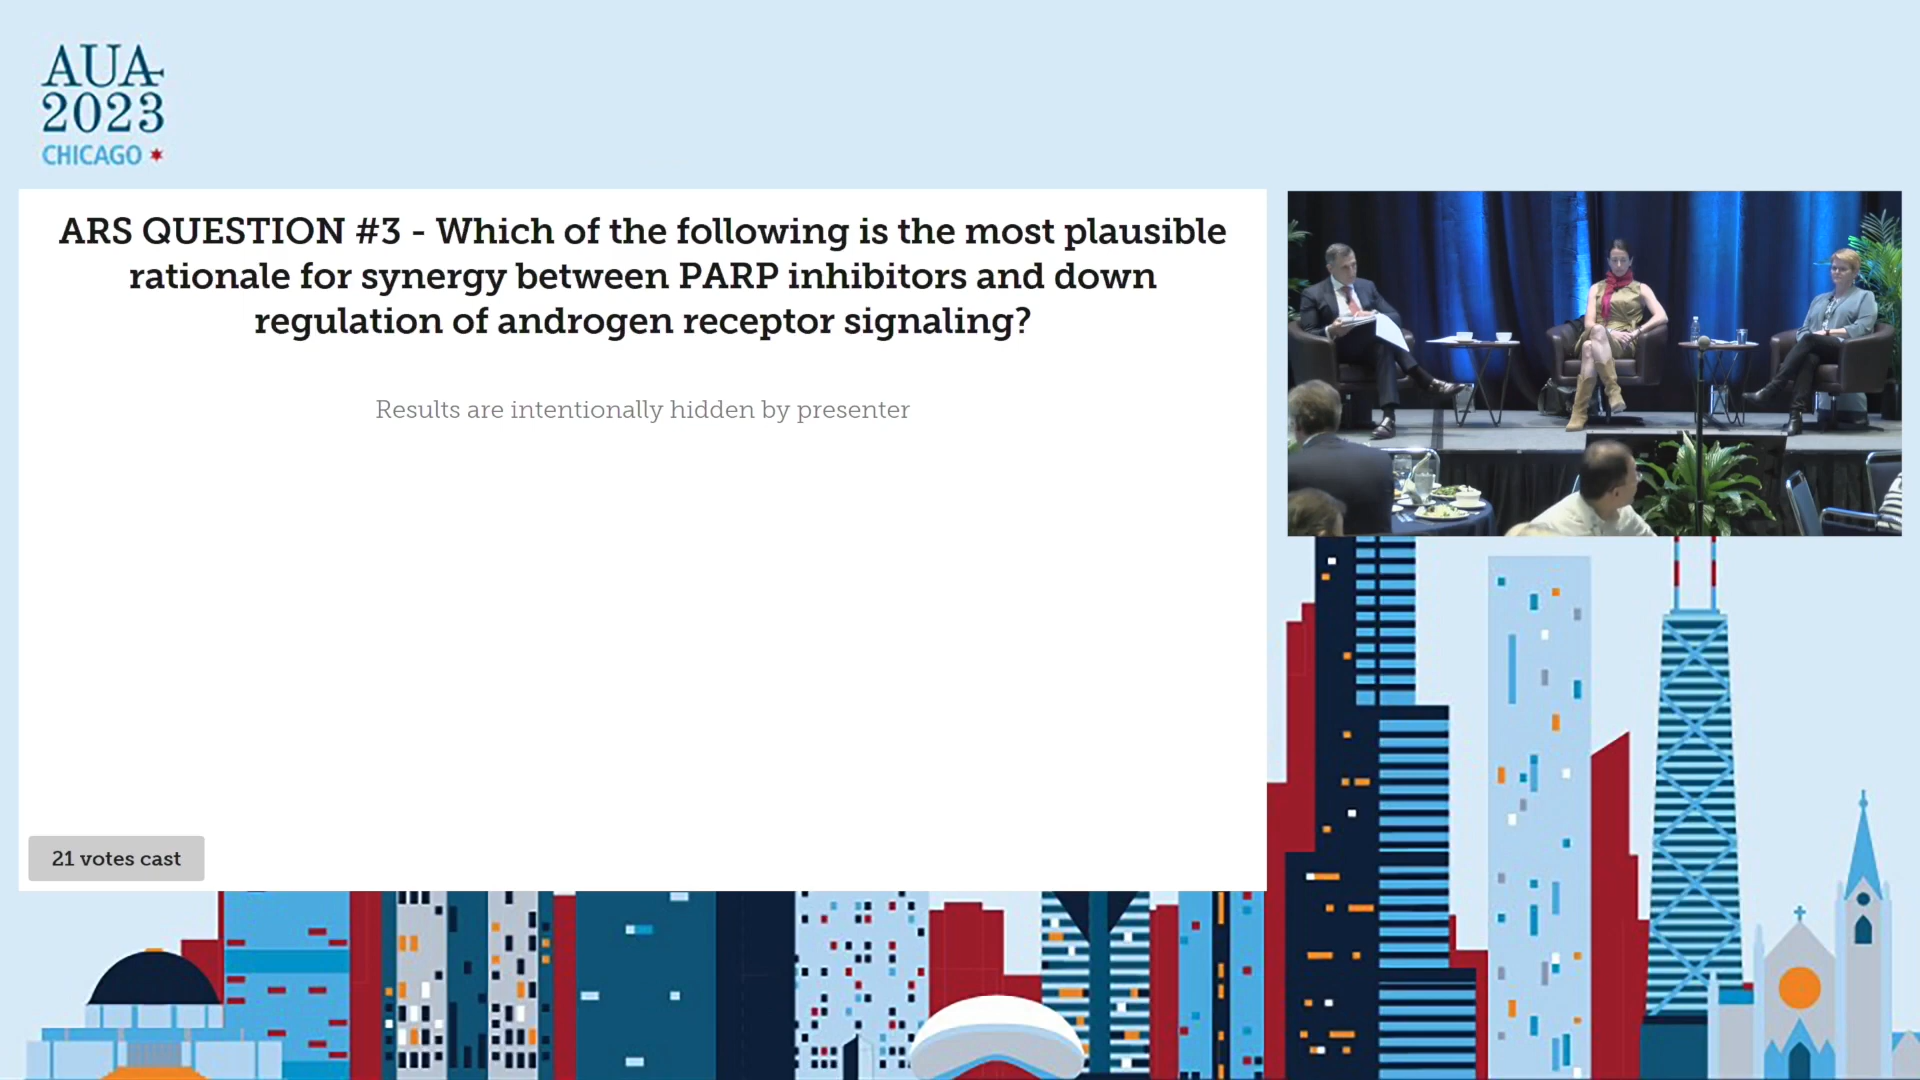 AUA
2023
CHICAGO
ARS QUESTION #3 - Which of the following is the most plausible
rationale for synergy between PARP inhibitors and down
regulation of androgen receptor signaling?
Results are intentionally hidden by presenter
21 votes cast